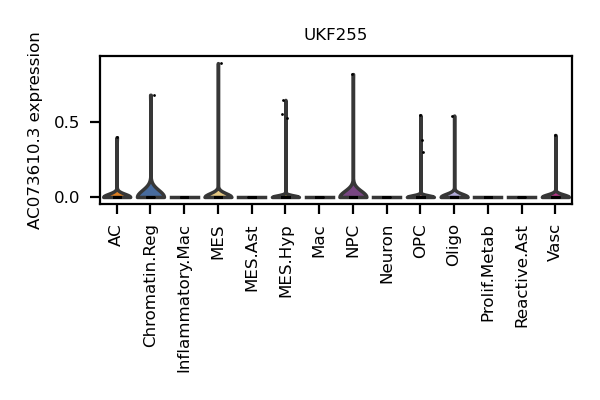 UKF255
AC073610.3 expression
0.5
0.0
AC
Chromatin.Reg
Inflammatory.Mac
MES
MES.Ast
MES.Hyp
Mac
NPC
Neuron
OPC
Oligo
Prolif.Metab
Reactive.Ast
Vasc